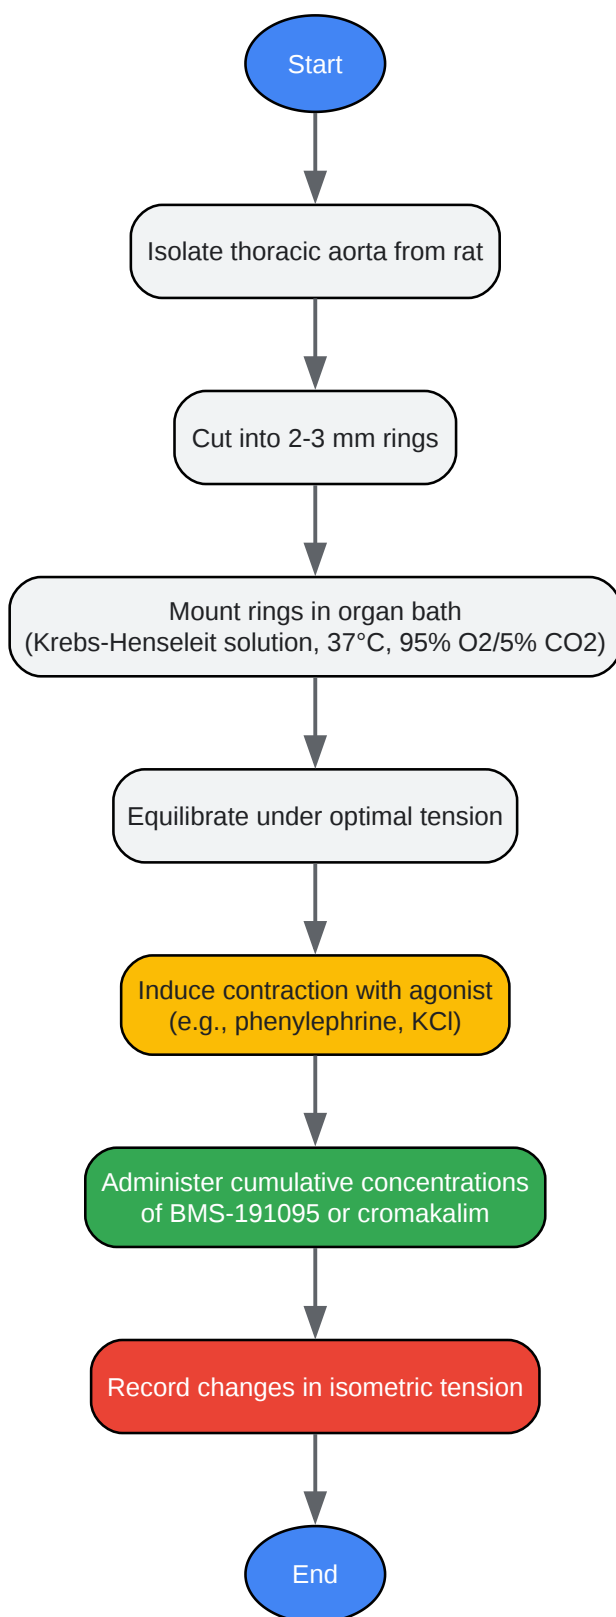 Start
Isolate thoracic aorta from rat
Cut into 2-3 mm rings
Mount rings in organ bath
(Krebs-Henseleit solution, 37°C, 95% O2/5% CO2)
Equilibrate under optimal tension
Induce contraction with agonist
(e.g., phenylephrine, KCl)
Administer cumulative concentrations
of BMS-191095 or cromakalim
Record changes in isometric tension
End